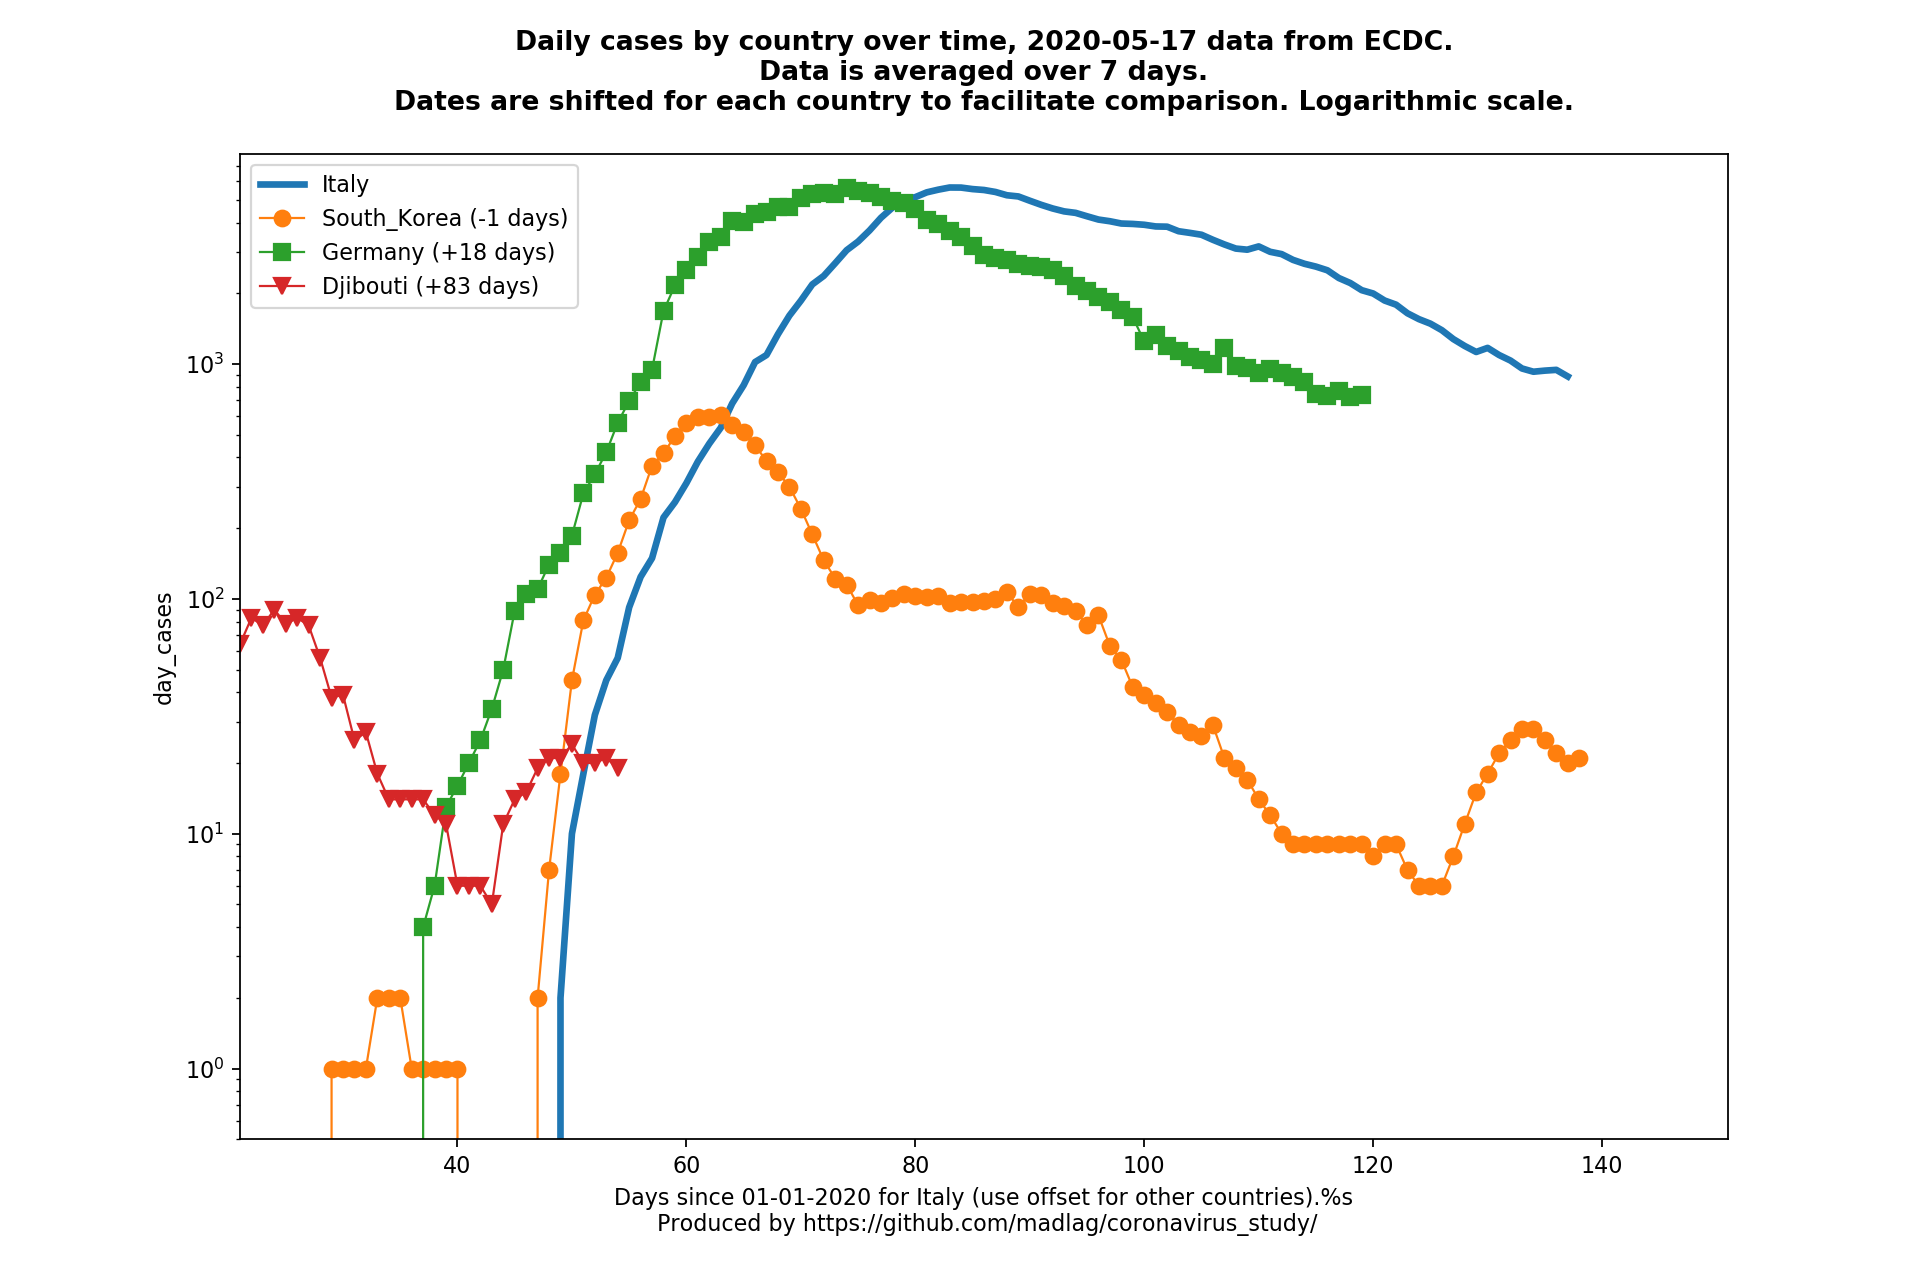 Daily cases by country over time, 2020-05-17 data from ECDC.
Data is averaged over 7 days.
Dates are shifted for each country to facilitate comparison. Logarithmic scale.
Italy
South_Korea (-1 days)
Germany (+18 days)
Djibouti (+83 days)
day_cases
10³
10²
10¹
10⁰
40 60 80 100 120 140
Days since 01-01-2020 for Italy (use offset for other countries).%s
Produced by https://github.com/madlag/coronavirus_study/